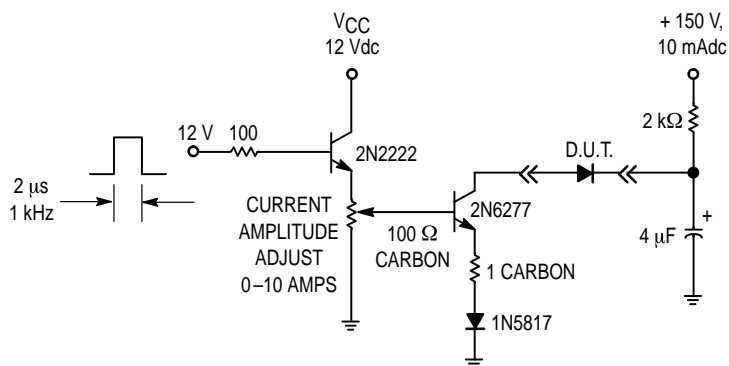 VCC
12 Vdc
+ 150 V,
10 mAdc
12 V
100
2N2222
2 kΩ
D.U.T.
2 μs
1 kHz
CURRENT
AMPLITUDE
ADJUST
0–10 AMPS
100 Ω
CARBON
2N6277
+
4 μF
1 CARBON
1N5817